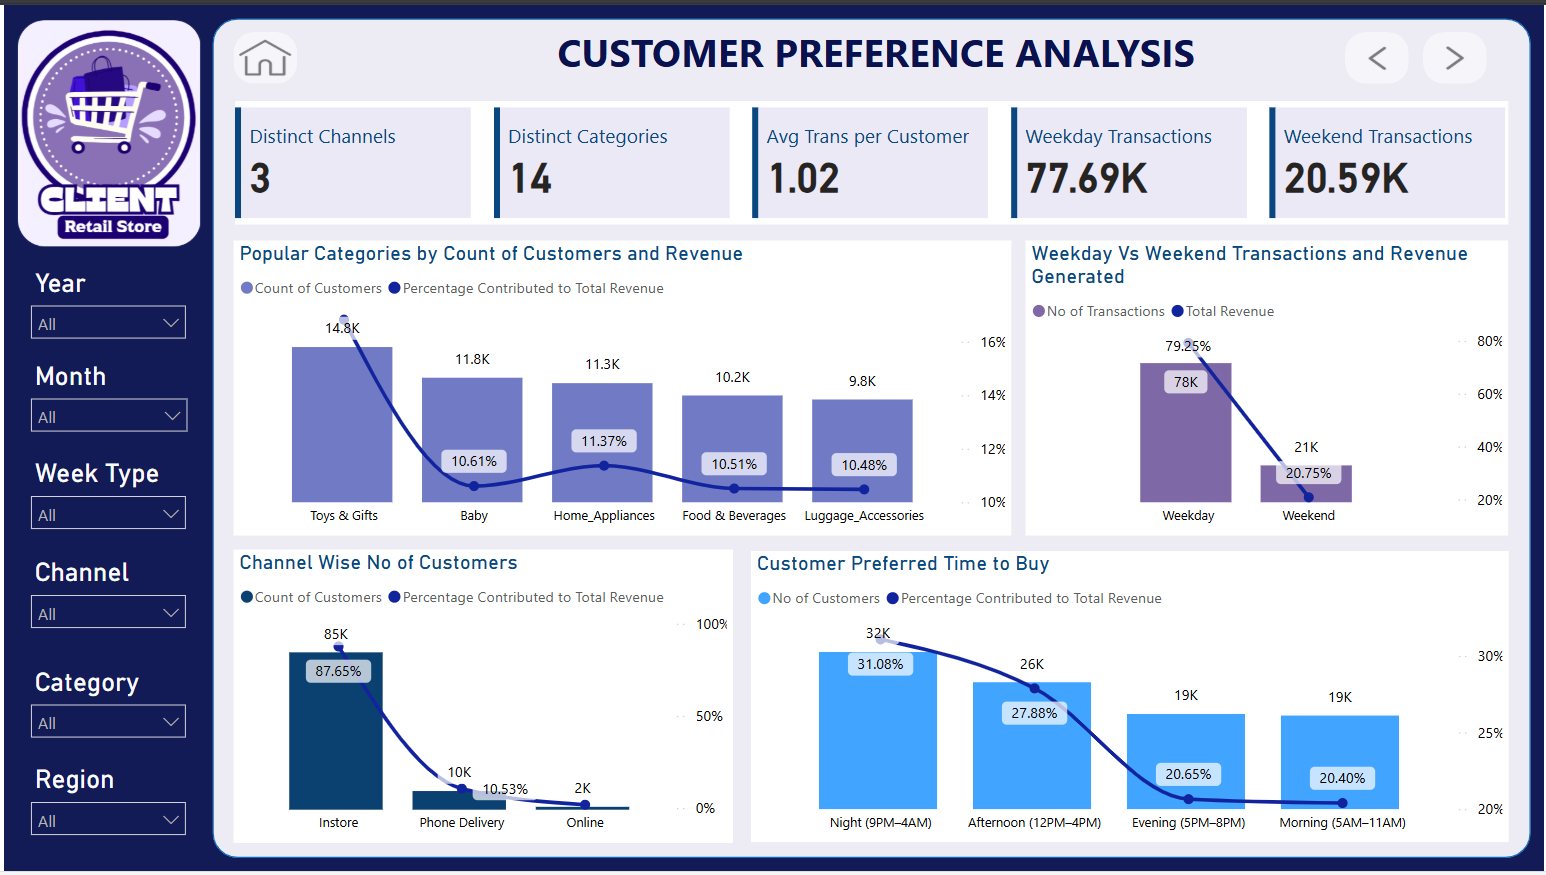 CLIENT
Retail Store
Year
All
Month
All
Week Type
All
Channel
All
Category
All
Region
All
CUSTOMER PREFERENCE ANALYSIS
Distinct Channels
3
Distinct Categories
14
Avg Trans per Customer
1.02
Weekday Transactions
77.69K
Weekend Transactions
20.59K
Popular Categories by Count of Customers and Revenue
Count of Customers Percentage Contributed to Total Revenue
14.8K
11.8K
11.3K
10.2K
9.8K
10.61%
11.37%
10.51%
10.48%
16%
14%
12%
10%
Toys & Gifts Baby Home_Appliances Food & Beverages Luggage_Accessories
Weekday Vs Weekend Transactions and Revenue
Generated
No of Transactions Total Revenue
79.25%
78K
21K
20.75%
80%
60%
40%
20%
Weekday Weekend
Channel Wise No of Customers
Count of Customers Percentage Contributed to Total Revenue
85K
87.65%
10K
10.53%
2K
100%
50%
0%
Instore Phone Delivery Online
Customer Preferred Time to Buy
No of Customers Percentage Contributed to Total Revenue
32K
31.08%
26K
27.88%
19K
20.65%
19K
20.40%
30%
25%
20%
Night (9PM–4AM) Afternoon (12PM–4PM) Evening (5PM–8PM) Morning (5AM–11AM)